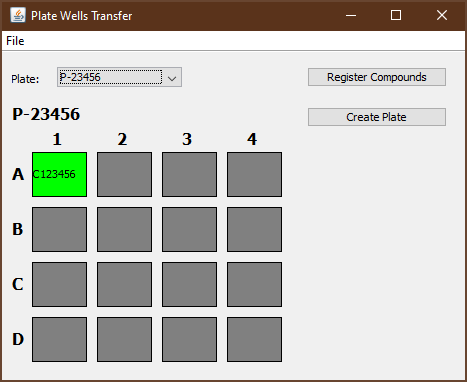 Plate Wells Transfer
File
Plate: P-23456 Register Compounds
P-23456 Create Plate
1 2 3 4
A C123456
B
C
D